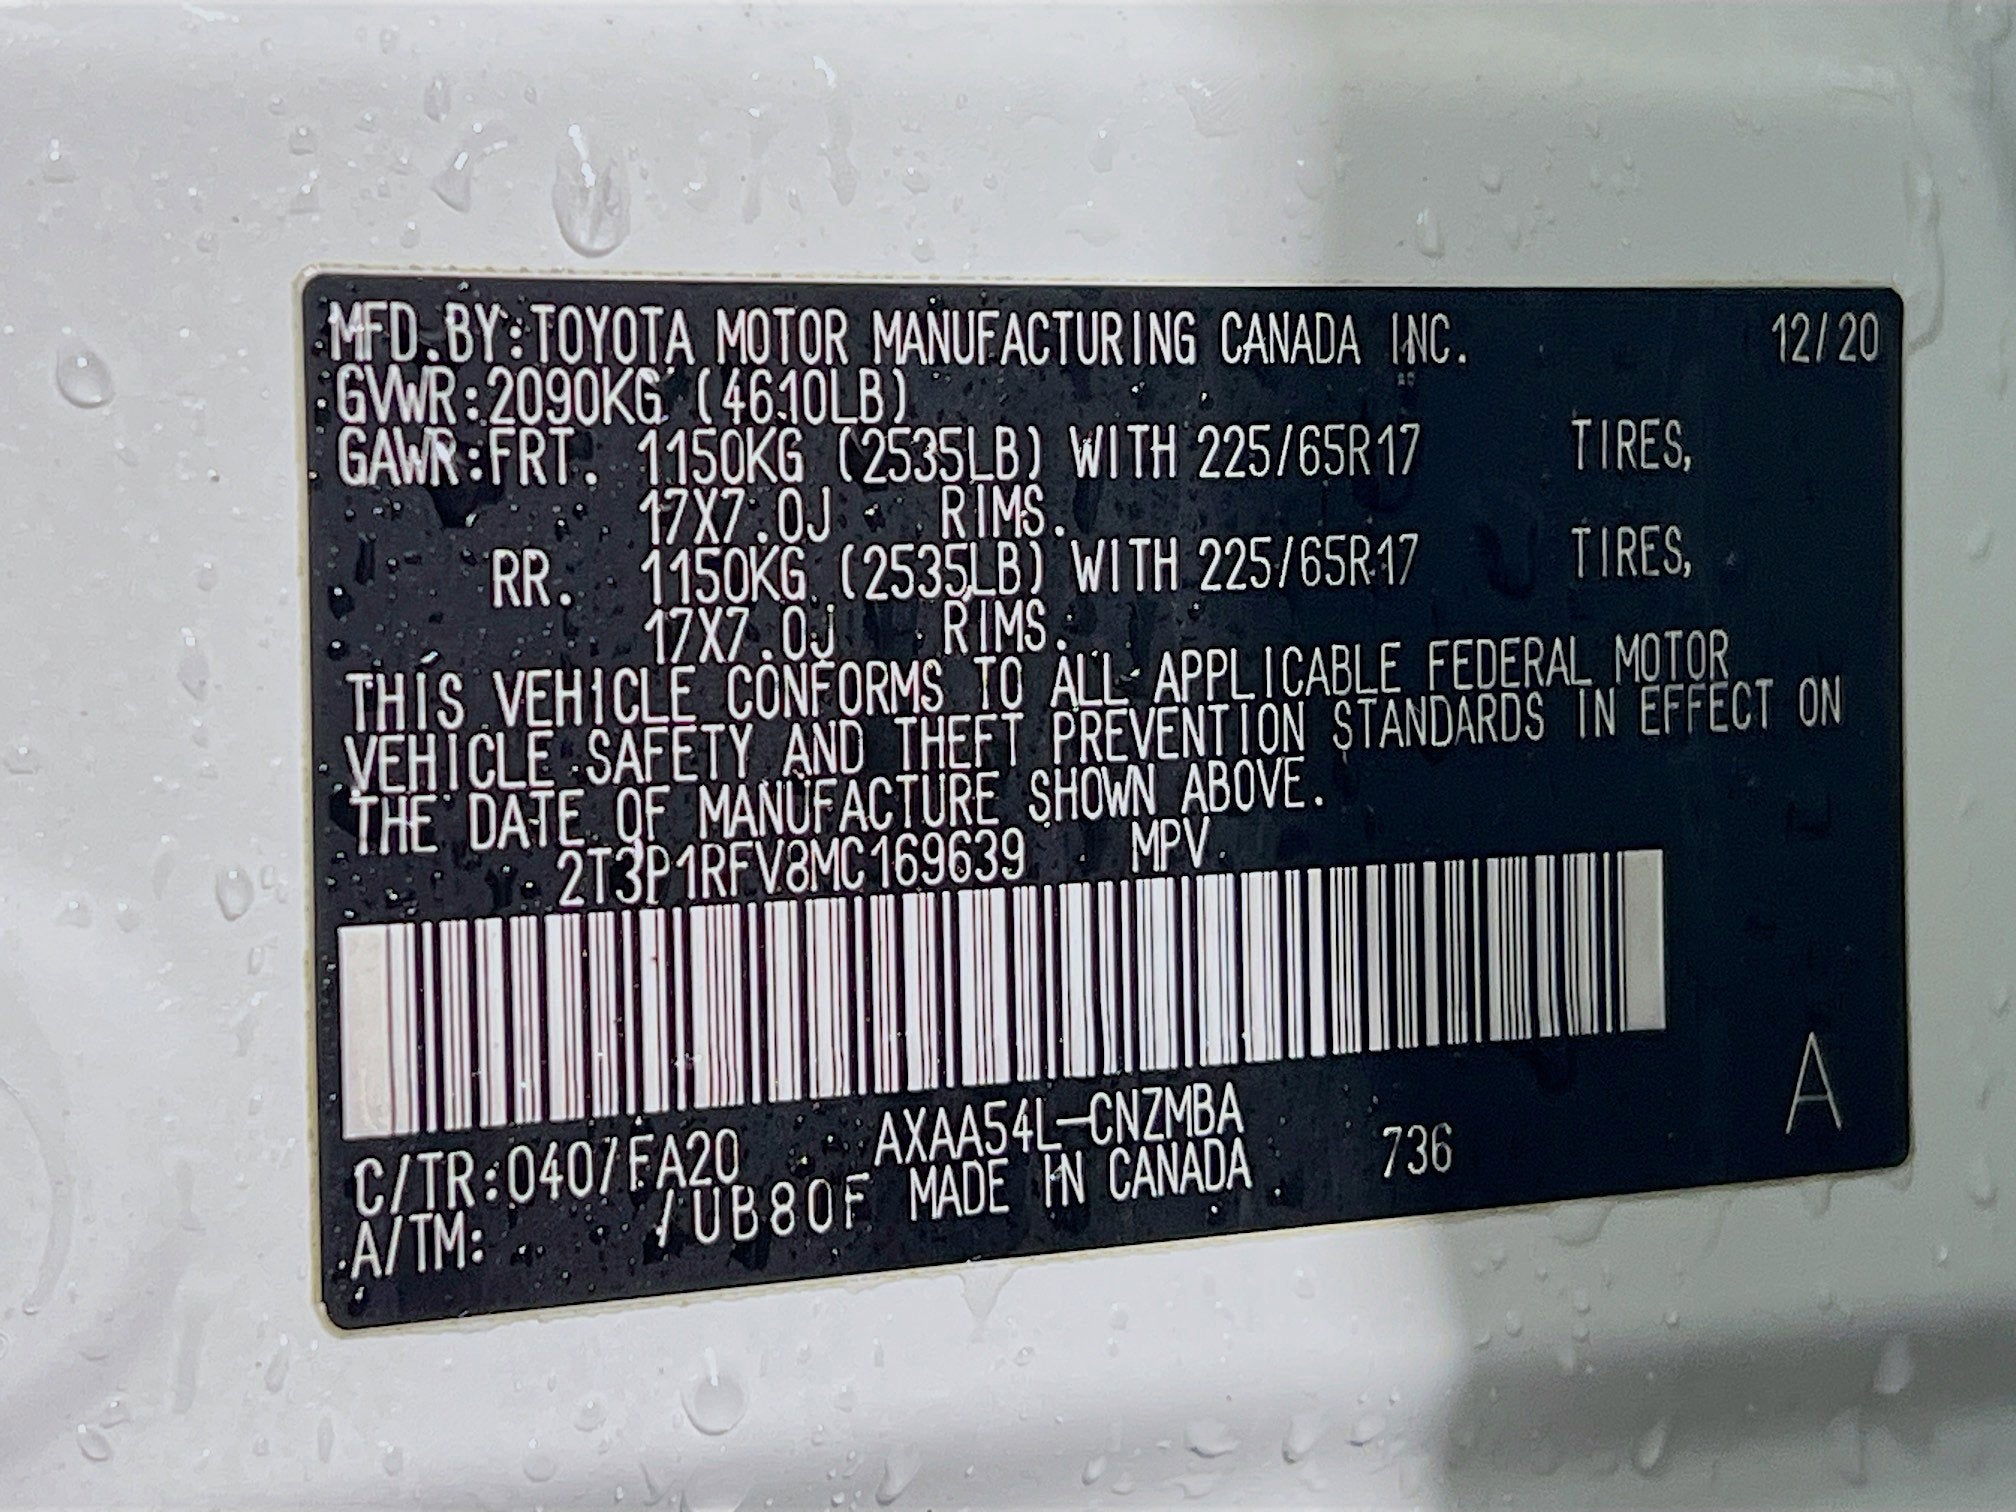 MFD.BY:TOYOTA MOTOR MANUFACTURING CANADA INC. 12/20
GVWR:2090KG (4610LB)
GAWR:FRT. 1150KG (2535LB) WITH 225/65R17 TIRES,
17X7.0J RIMS.
RR. 1150KG (2535LB) WITH 225/65R17 TIRES,
17X7.0J RIMS.
THIS VEHICLE CONFORMS TO ALL APPLICABLE FEDERAL MOTOR
VEHICLE SAFETY AND THEFT PREVENTION STANDARDS IN EFFECT ON
THE DATE OF MANUFACTURE SHOWN ABOVE.
2T3P1RFV8MC169639 MPV
C/TR:040/FA20 AXAA54L-CNZMBA
A/TM: /UB80F MADE IN CANADA 736 A